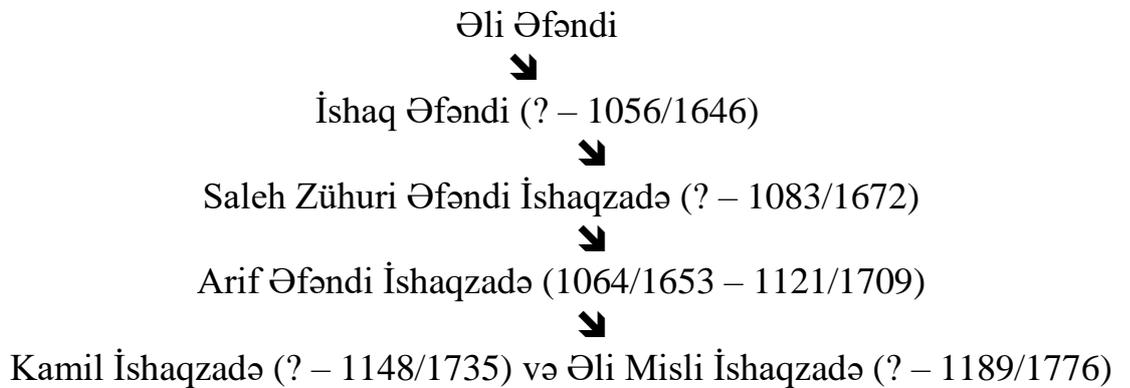 Əli Əfəndi
İshaq Əfəndi (? – 1056/1646)
Saleh Zühuri Əfəndi İshaqzadə (? – 1083/1672)
Arif Əfəndi İshaqzadə (1064/1653 – 1121/1709)
Kamil İshaqzadə (? – 1148/1735) və Əli Misli İshaqzadə (? – 1189/1776)